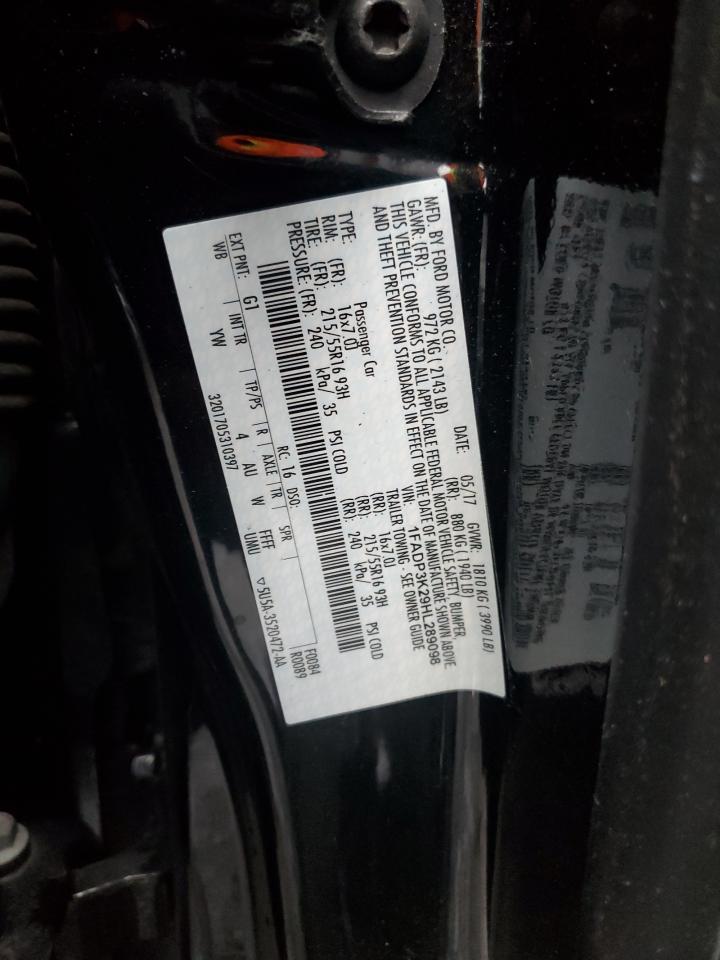 MFD. BY FORD MOTOR CO.
DATE: 05/17 GVWR: 1810 KG ( 3990 LB)
GAWR: (FR): 972 KG ( 2143 LB) (RR): 880 KG ( 1940 LB)
THIS VEHICLE CONFORMS TO ALL APPLICABLE FEDERAL MOTOR VEHICLE SAFETY, BUMPER
AND THEFT PREVENTION STANDARDS IN EFFECT ON THE DATE OF MANUFACTURE SHOWN ABOVE
VIN: 1FADP3K29HL289098
TYPE: Passenger Car TRAILER TOWING - SEE OWNER GUIDE
RIM: (FR): 16x7.0J (RR): 16x7.0J
TIRE: (FR): 215/55R16 93H (RR): 215/55R16 93H
PRESSURE: (FR): 240 kPa/ 35 PSI COLD (RR): 240 kPa/ 35 PSI COLD
F0084
EXT PNT: G1 RC: 16 DSO: R0089
WB INT TR TP/PS R AXLE TR SPR
YW 4 AU W FFFF
3201705310397 UMU ▽5U5A-3520472-AA